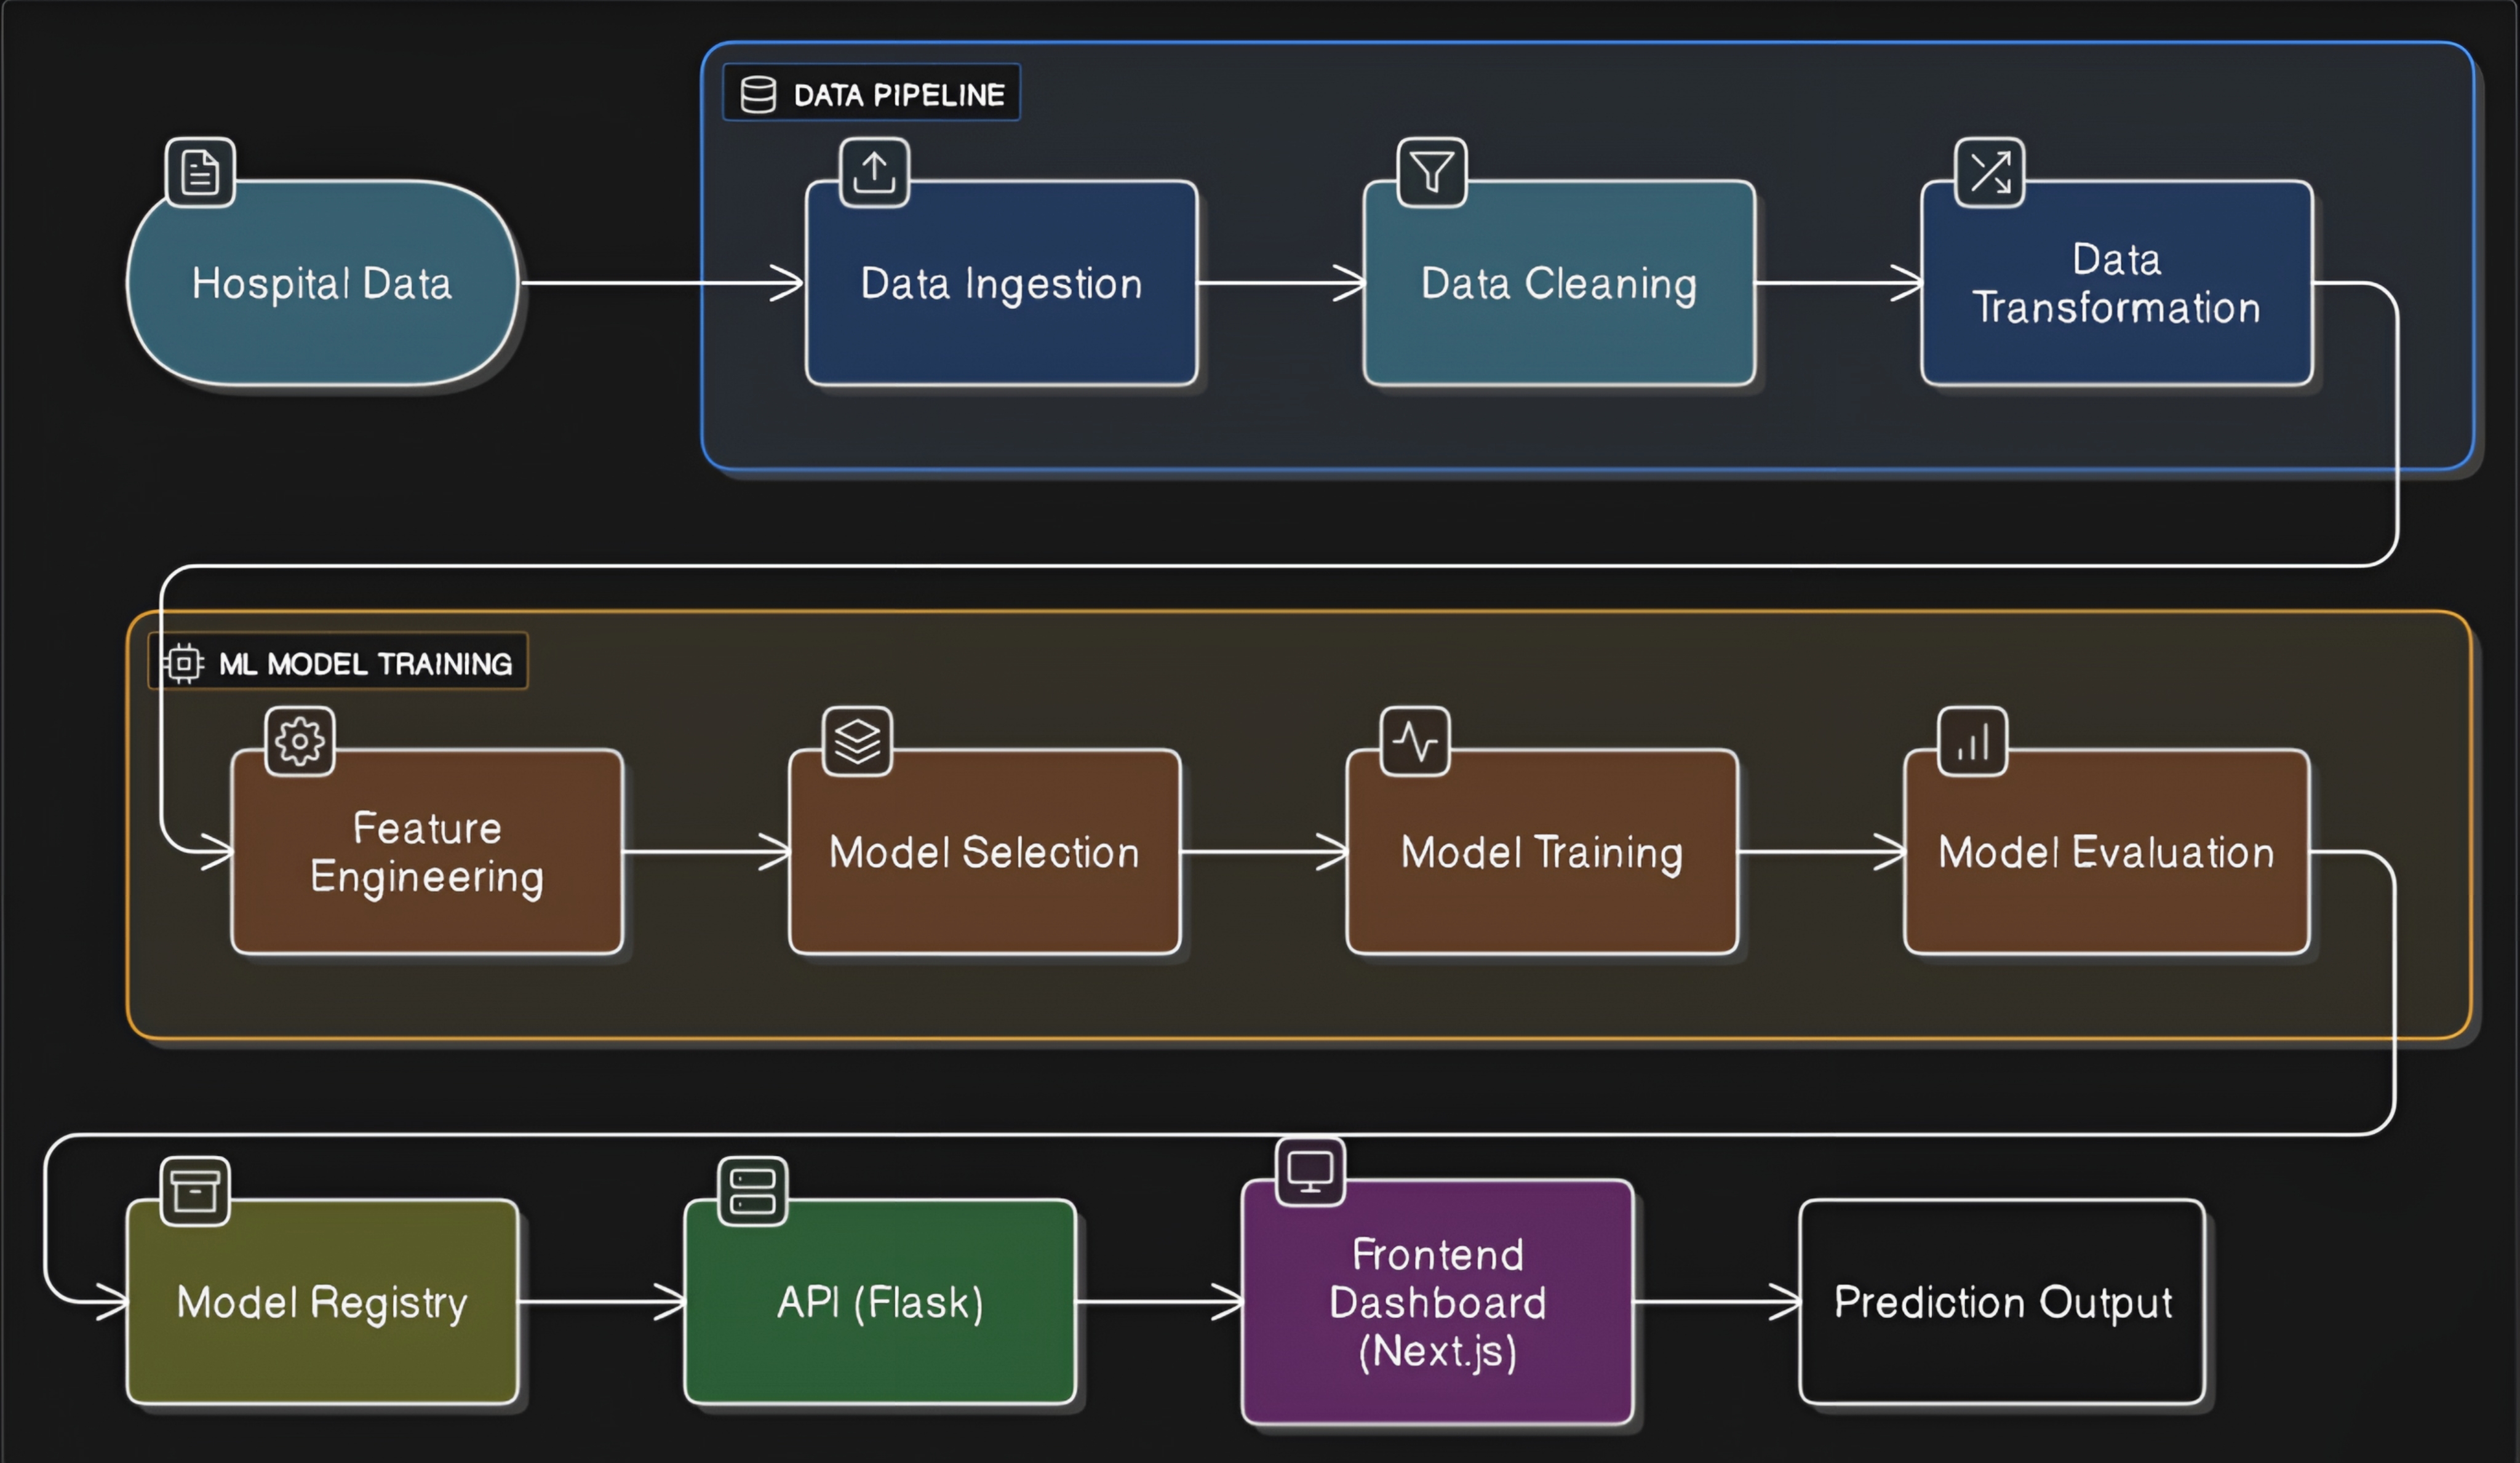 DATA PIPELINE
Hospital Data
Data Ingestion
Data Cleaning
Data
Transformation
ML MODEL TRAINING
Feature
Engineering
Model Selection
Model Training
Model Evaluation
Model Registry
API (Flask)
Frontend
Dashboard
(Next.js)
Prediction Output